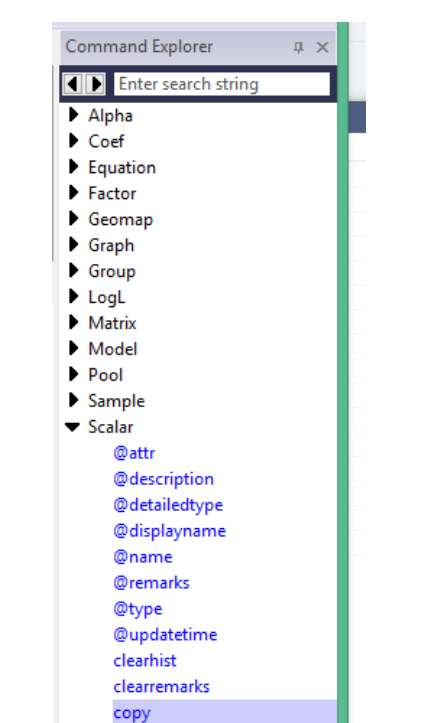 Command Explorer
Enter search string
Alpha
Coef
Equation
Factor
Geomap
Graph
Group
LogL
Matrix
Model
Pool
Sample
Scalar
@attr
@description
@detailedtype
@displayname
@name
@remarks
@type
@updatetime
clearhist
clearremarks
copy